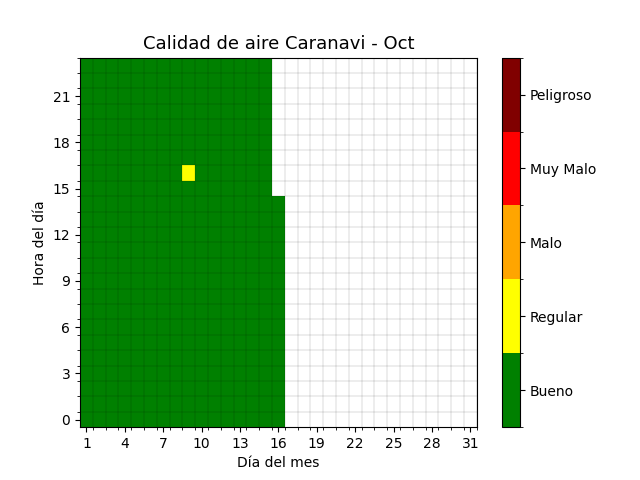 Calidad de aire Caranavi - Oct
Peligroso
Muy Malo
Malo
Regular
Bueno
Hora del día
21
18
15
12
9
6
3
0
1 4 7 10 13 16 19 22 25 28 31
Día del mes